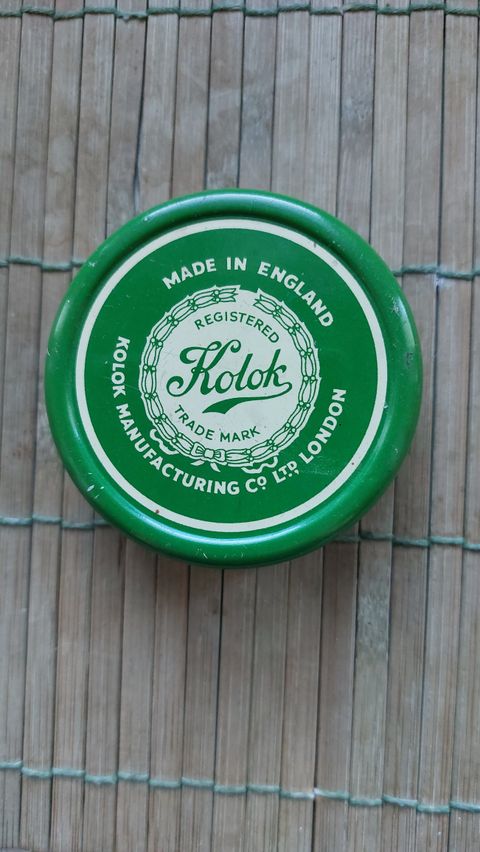 MADE IN ENGLAND
REGISTERED
Kolok
TRADE MARK
KOLOK MANUFACTURING CO LTD, LONDON